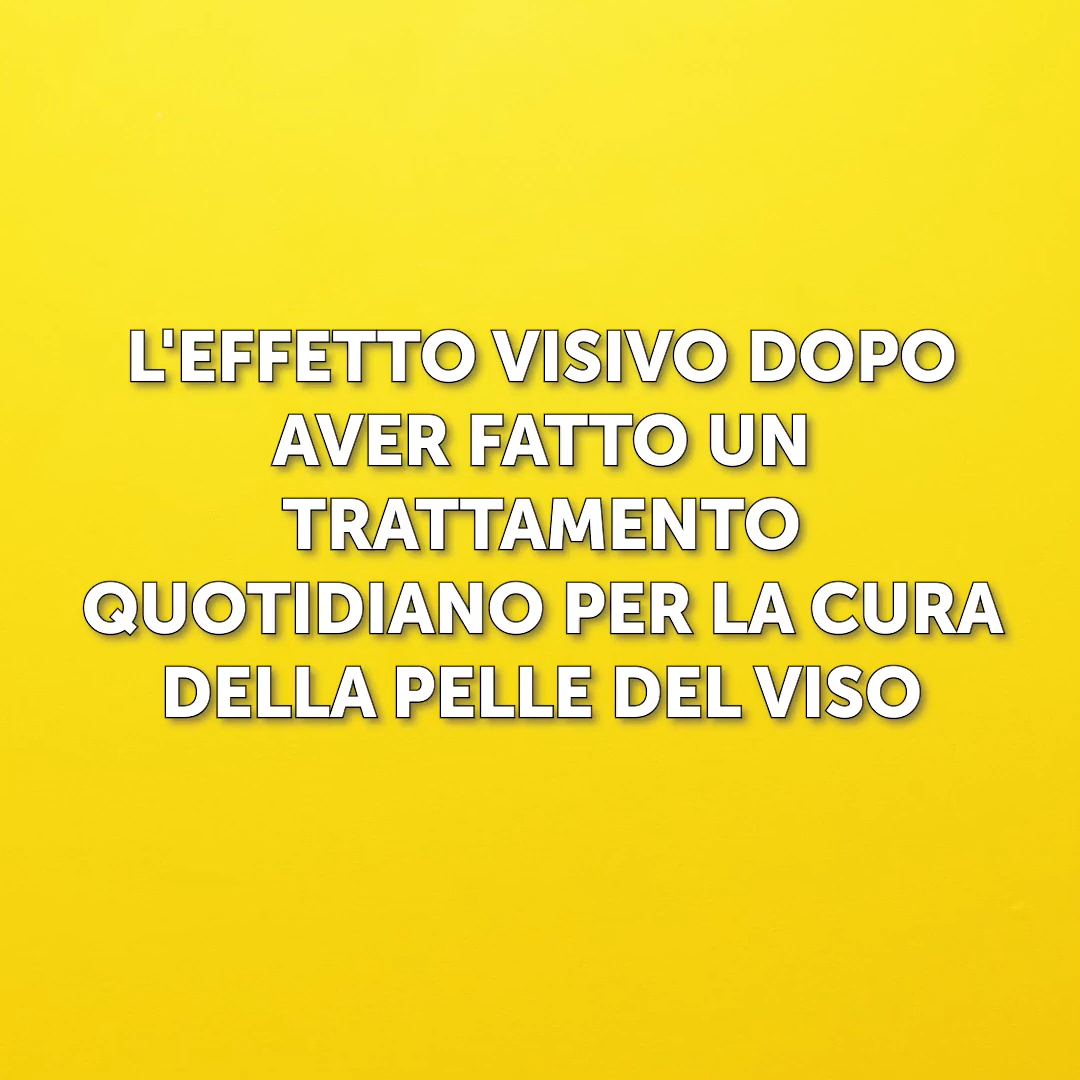 L'EFFETTO VISIVO DOPO
AVER FATTO UN
TRATTAMENTO
QUOTIDIANO PER LA CURA
DELLA PELLE DEL VISO